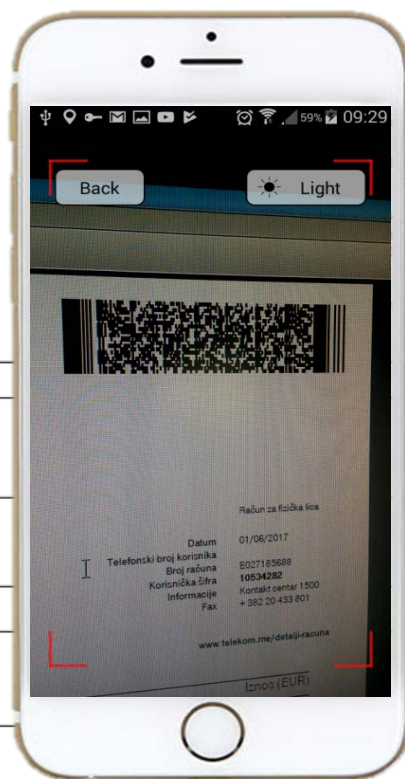 59% 09:29
Back
Light
Račun za fizička lica
Datum 01/06/2017
Telefonski broj korisnika
Broj računa E027185688
Korisnička šifra 10534282
Informacije Kontakt centar 1500
Fax + 382 20 433 801
www.telekom.me/detalji-racuna
Iznos (EUR)